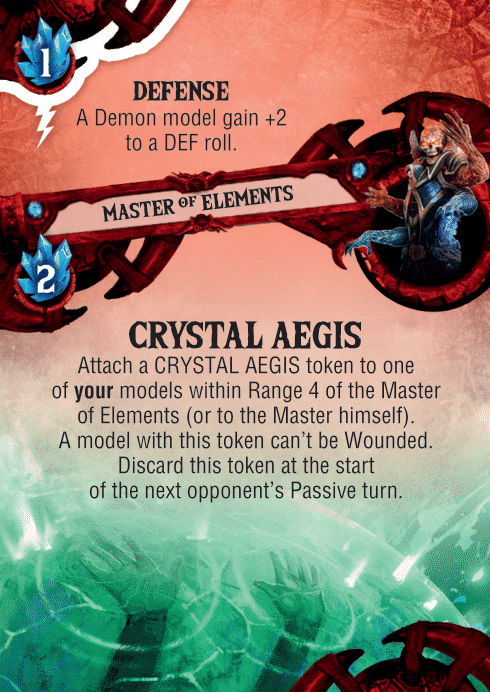 1
DEFENSE
A Demon model gain +2
to a DEF roll.
MASTER OF ELEMENTS
2
CRYSTAL AEGIS
Attach a CRYSTAL AEGIS token to one
of your models within Range 4 of the Master
of Elements (or to the Master himself).
A model with this token can't be Wounded.
Discard this token at the start
of the next opponent's Passive turn.